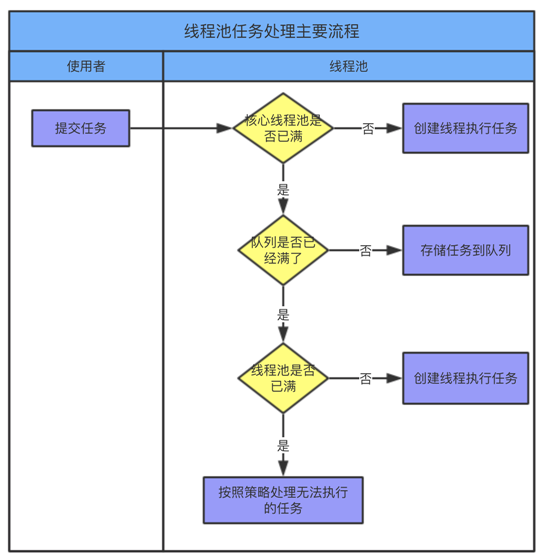 线程池任务处理主要流程
使用者
线程池
提交任务
核心线程池是
否已满
否
创建线程执行任务
是
队列是否已
经满了
否
存储任务到队列
是
线程池是否
已满
否
创建线程执行任务
是
按照策略处理无法执行
的任务